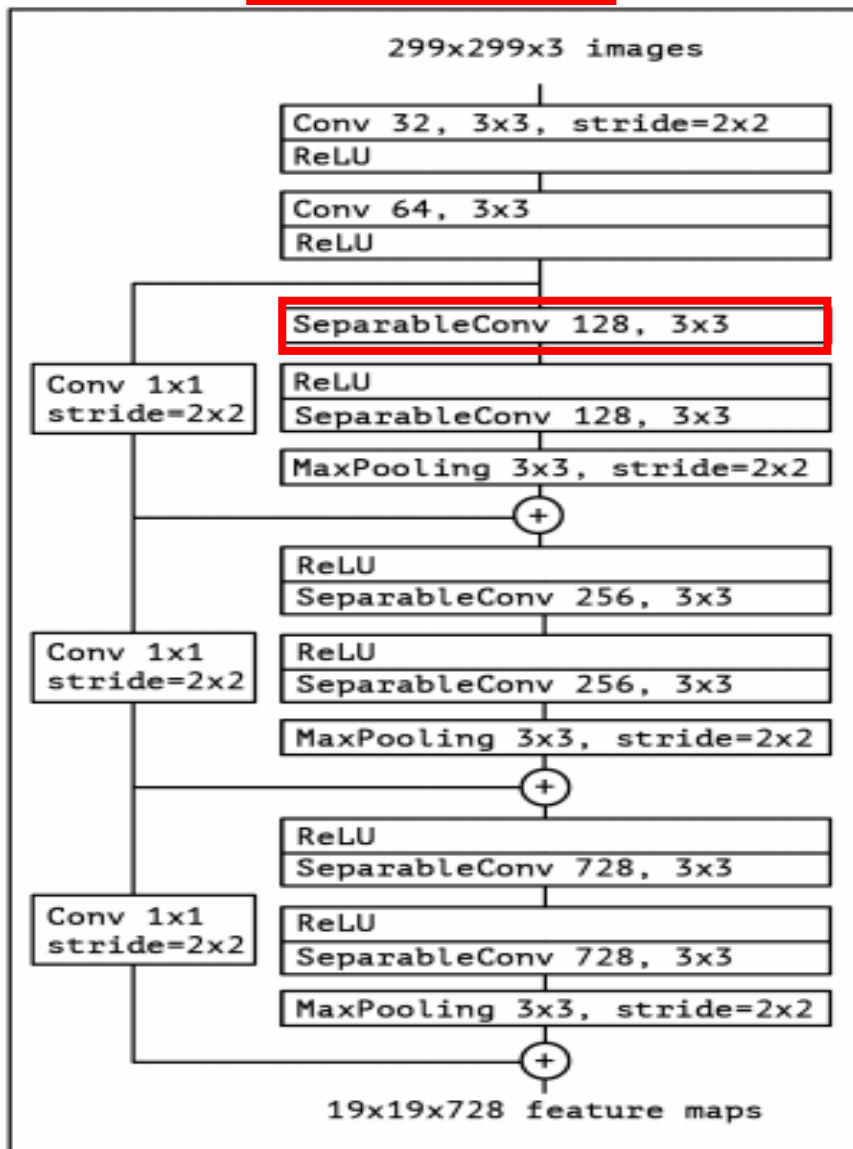 299x299x3 images
Conv 32, 3x3, stride=2x2
ReLU
Conv 64, 3x3
ReLU
SeparableConv 128, 3x3
Conv 1x1
stride=2x2
ReLU
SeparableConv 128, 3x3
MaxPooling 3x3, stride=2x2
+
ReLU
SeparableConv 256, 3x3
Conv 1x1
stride=2x2
ReLU
SeparableConv 256, 3x3
MaxPooling 3x3, stride=2x2
+
ReLU
SeparableConv 728, 3x3
Conv 1x1
stride=2x2
ReLU
SeparableConv 728, 3x3
MaxPooling 3x3, stride=2x2
+
19x19x728 feature maps